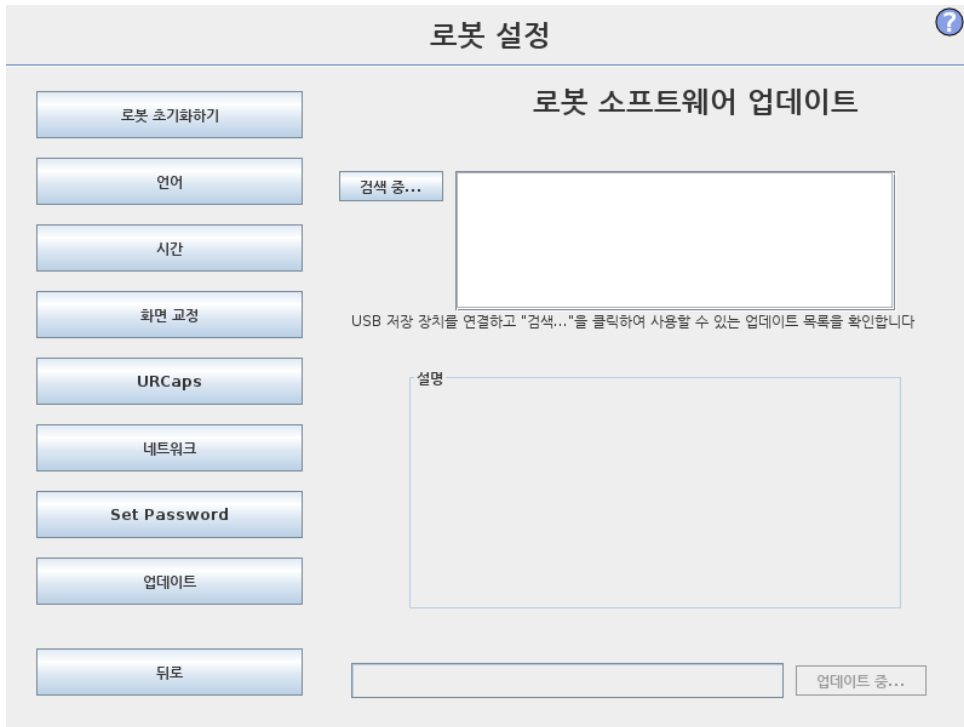 로봇 설정
?
로봇 초기화하기
언어
시간
화면 교정
URCaps
네트워크
Set Password
업데이트
뒤로
로봇 소프트웨어 업데이트
검색 중...
USB 저장 장치를 연결하고 "검색..."을 클릭하여 사용할 수 있는 업데이트 목록을 확인합니다
설명
업데이트 중...